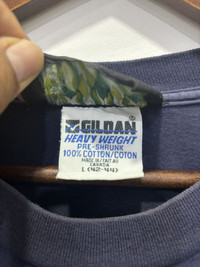 GILDAN
HEAVY WEIGHT
PRE-SHRUNK
100% COTTON/COTON
MADE IN/FAIT AU
CANADA
L (42-44)